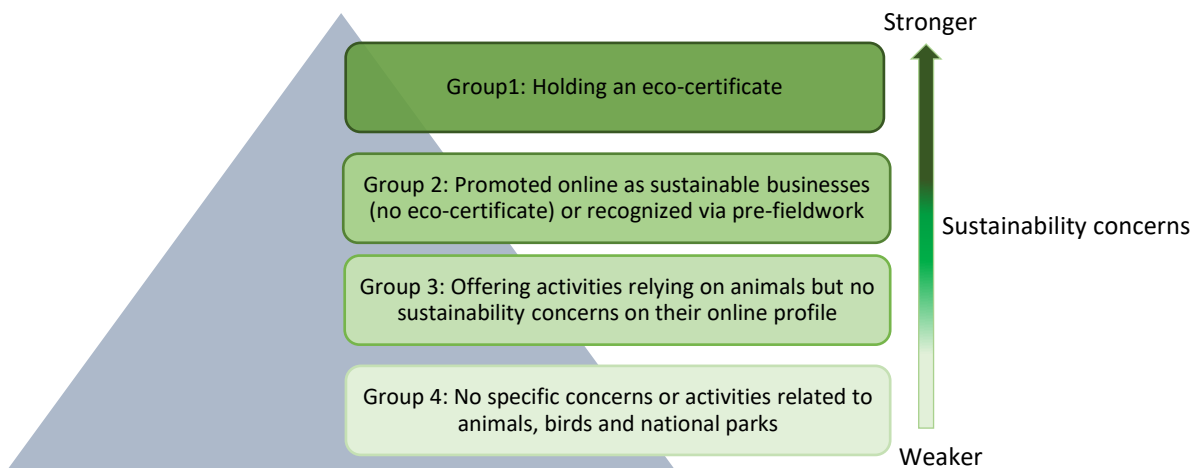 Stronger
Group1: Holding an eco-certificate
Group 2: Promoted online as sustainable businesses
(no eco-certificate) or recognized via pre-fieldwork
Sustainability concerns
Group 3: Offering activities relying on animals but no
sustainability concerns on their online profile
Group 4: No specific concerns or activities related to
animals, birds and national parks
Weaker